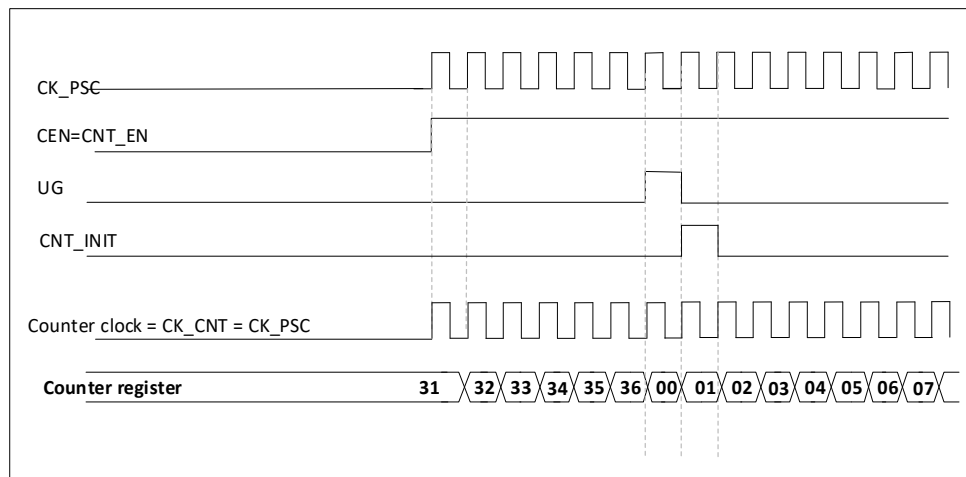 CK_PSC
CEN=CNT_EN
UG
CNT_INIT
Counter clock = CK_CNT = CK_PSC
Counter register 31 32 33 34 35 36 00 01 02 03 04 05 06 07